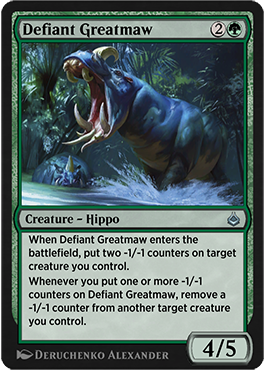 Defiant Greatmaw 2
Creature – Hippo
When Defiant Greatmaw enters the
battlefield, put two -1/-1 counters on target
creature you control.
Whenever you put one or more -1/-1
counters on Defiant Greatmaw, remove a
-1/-1 counter from another target creature
you control.
Deruchenko Alexander
4/5